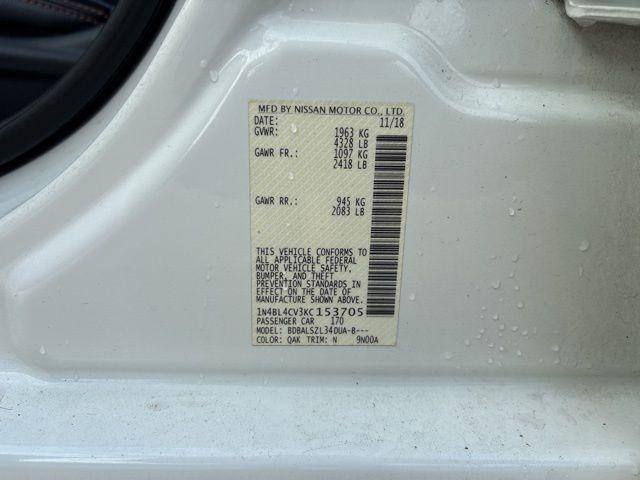 MFD BY NISSAN MOTOR CO., LTD.
DATE: 11/18
GVWR: 1963 KG
4328 LB
GAWR FR.: 1097 KG
2418 LB
GAWR RR.: 945 KG
2083 LB
THIS VEHICLE CONFORMS TO
ALL APPLICABLE FEDERAL
MOTOR VEHICLE SAFETY,
BUMPER, AND THEFT
PREVENTION STANDARDS IN
EFFECT ON THE DATE OF
MANUFACTURE SHOWN ABOVE.
1N4BL4CV3KC153705
PASSENGER CAR 170
MODEL: BDBALSZL34DUA-B---
COLOR: QAK TRIM: N 9N00A